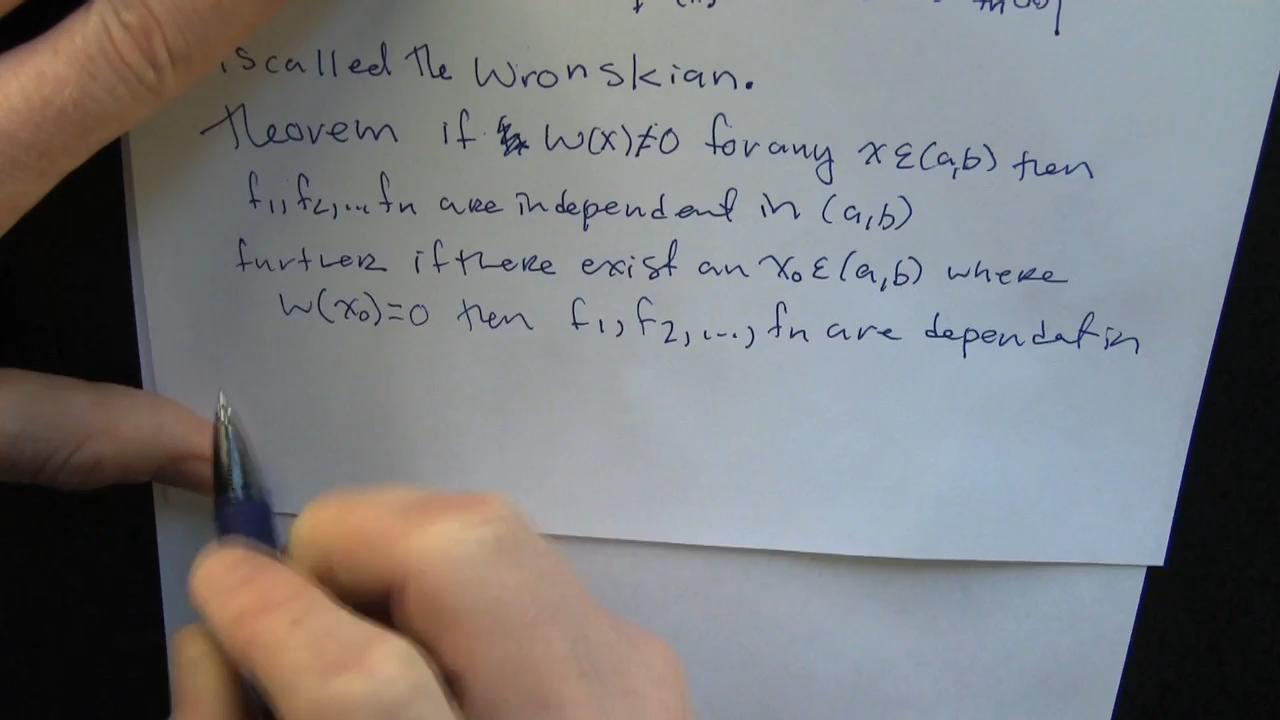 is called the Wronskian.
theorem if W(x)≠0 for any x ε(a,b) then
f1, f2, ... fn are independent in (a,b)
further if there exist an x0 ε(a,b) where
W(x0)=0 then f1, f2, ..., fn are dependat in